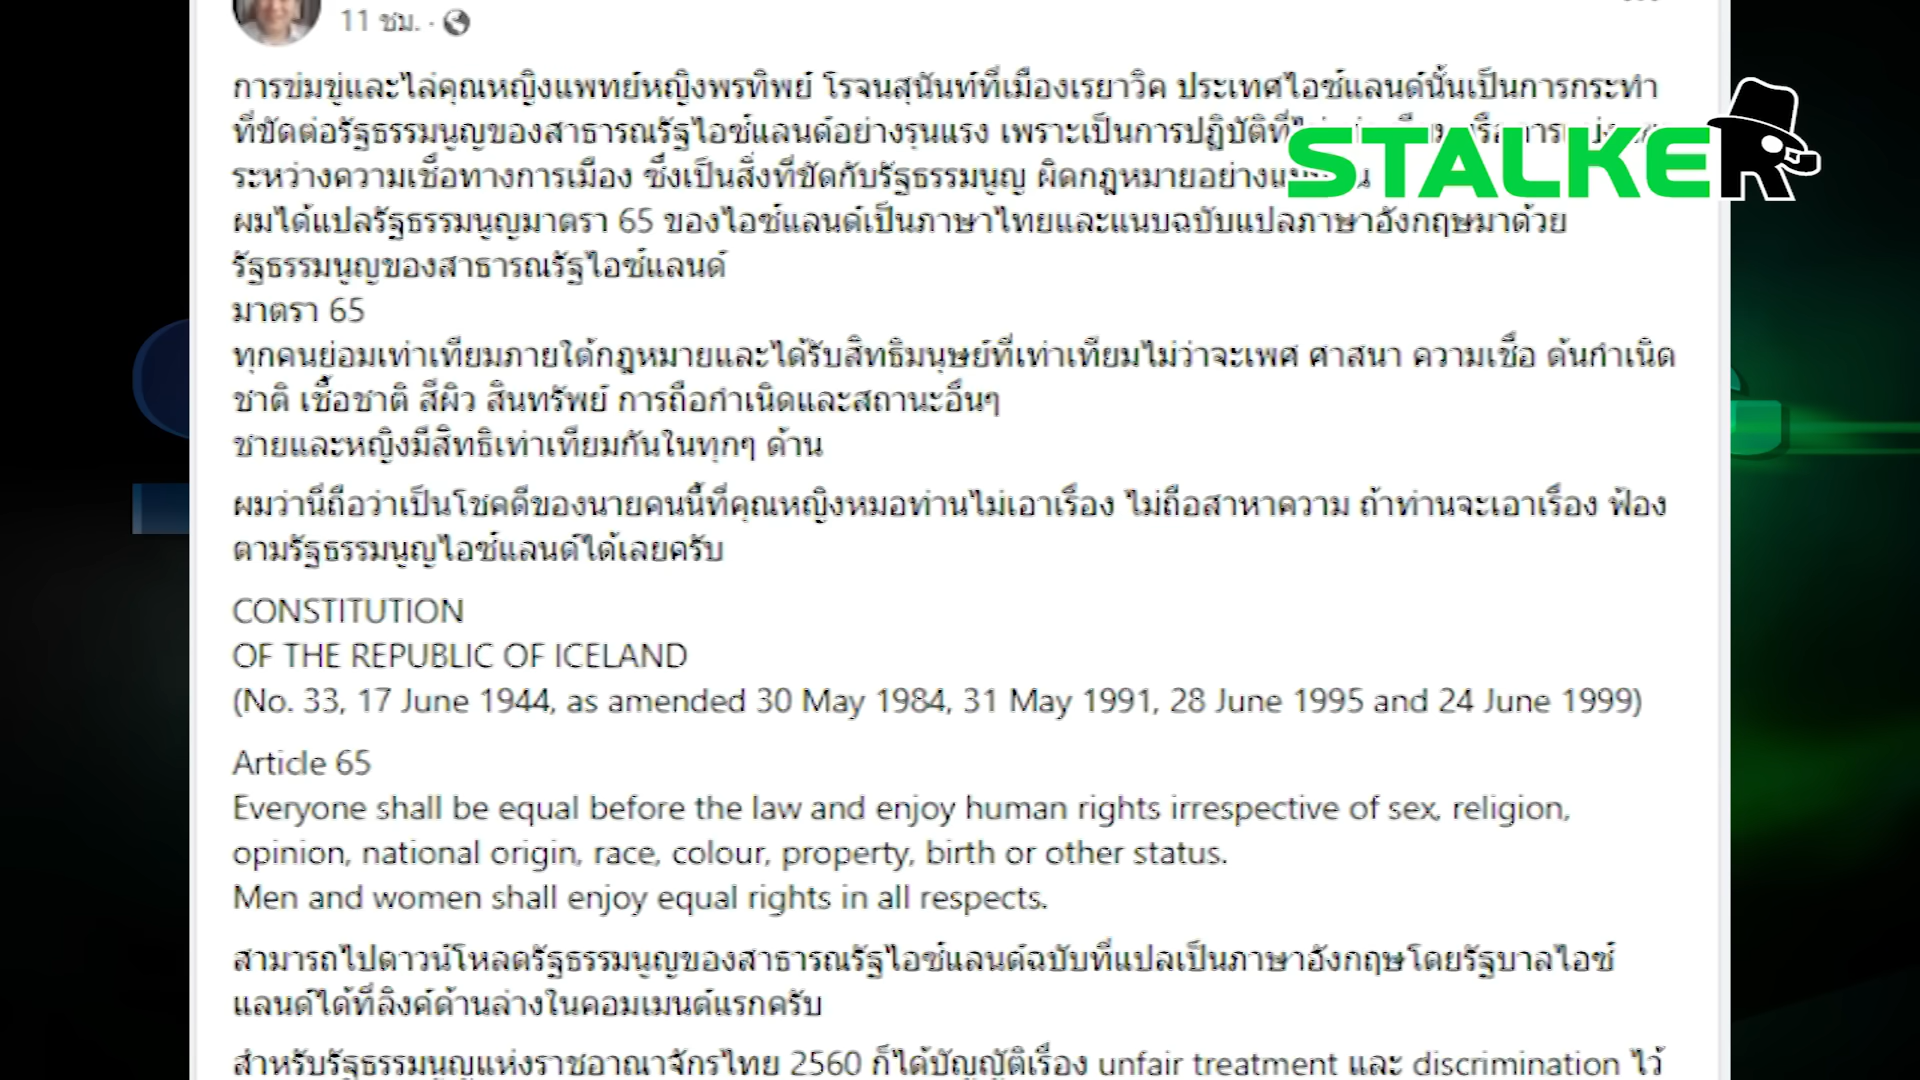 11 ชม. ·
การข่มขู่และไล่คุณหญิงแพทย์หญิงพรทิพย์ โรจนสุนันท์ที่เมืองเรยาวิค ประเทศไอซ์แลนด์นั้นเป็นการกระทำ
ที่ขัดต่อรัฐธรรมนูญของสาธารณรัฐไอซ์แลนด์อย่างรุนแรง เพราะเป็นการปฏิบัติที่
STALKER
ระหว่างความเชื่อทางการเมือง ซึ่งเป็นสิ่งที่ขัดกับรัฐธรรมนูญ ผิดกฎหมายอย่าง
ผมได้แปลรัฐธรรมนูญมาตรา 65 ของไอซ์แลนด์เป็นภาษาไทยและแนบฉบับแปลภาษาอังกฤษมาด้วย
รัฐธรรมนูญของสาธารณรัฐไอซ์แลนด์
มาตรา 65
ทุกคนย่อมเท่าเทียมภายใต้กฎหมายและได้รับสิทธิมนุษย์ที่เท่าเทียมไม่ว่าจะเพศ ศาสนา ความเชื่อ ต้นกำเนิด
ชาติ เชื้อชาติ สีผิว สินทรัพย์ การถือกำเนิดและสถานะอื่นๆ
ชายและหญิงมีสิทธิเท่าเทียมกันในทุกๆ ด้าน
ผมว่านี่ถือว่าเป็นโชคดีของนายคนนี้ที่คุณหญิงหมอท่านไม่เอาเรื่อง ไม่ถือสาหาความ ถ้าท่านจะเอาเรื่อง ฟ้อง
ตามรัฐธรรมนูญไอซ์แลนด์ได้เลยครับ
CONSTITUTION
OF THE REPUBLIC OF ICELAND
(No. 33, 17 June 1944, as amended 30 May 1984, 31 May 1991, 28 June 1995 and 24 June 1999)
Article 65
Everyone shall be equal before the law and enjoy human rights irrespective of sex, religion,
opinion, national origin, race, colour, property, birth or other status.
Men and women shall enjoy equal rights in all respects.
สามารถไปดาวน์โหลดรัฐธรรมนูญของสาธารณรัฐไอซ์แลนด์ฉบับที่แปลเป็นภาษาอังกฤษโดยรัฐบาลไอซ์
แลนด์ได้ที่ลิงค์ด้านล่างในคอมเมนต์แรกครับ
สำหรับรัฐธรรมนูญแห่งราชอาณาจักรไทย 2560 ก็ได้บัญญัติเรื่อง unfair treatment และ discrimination ไว้